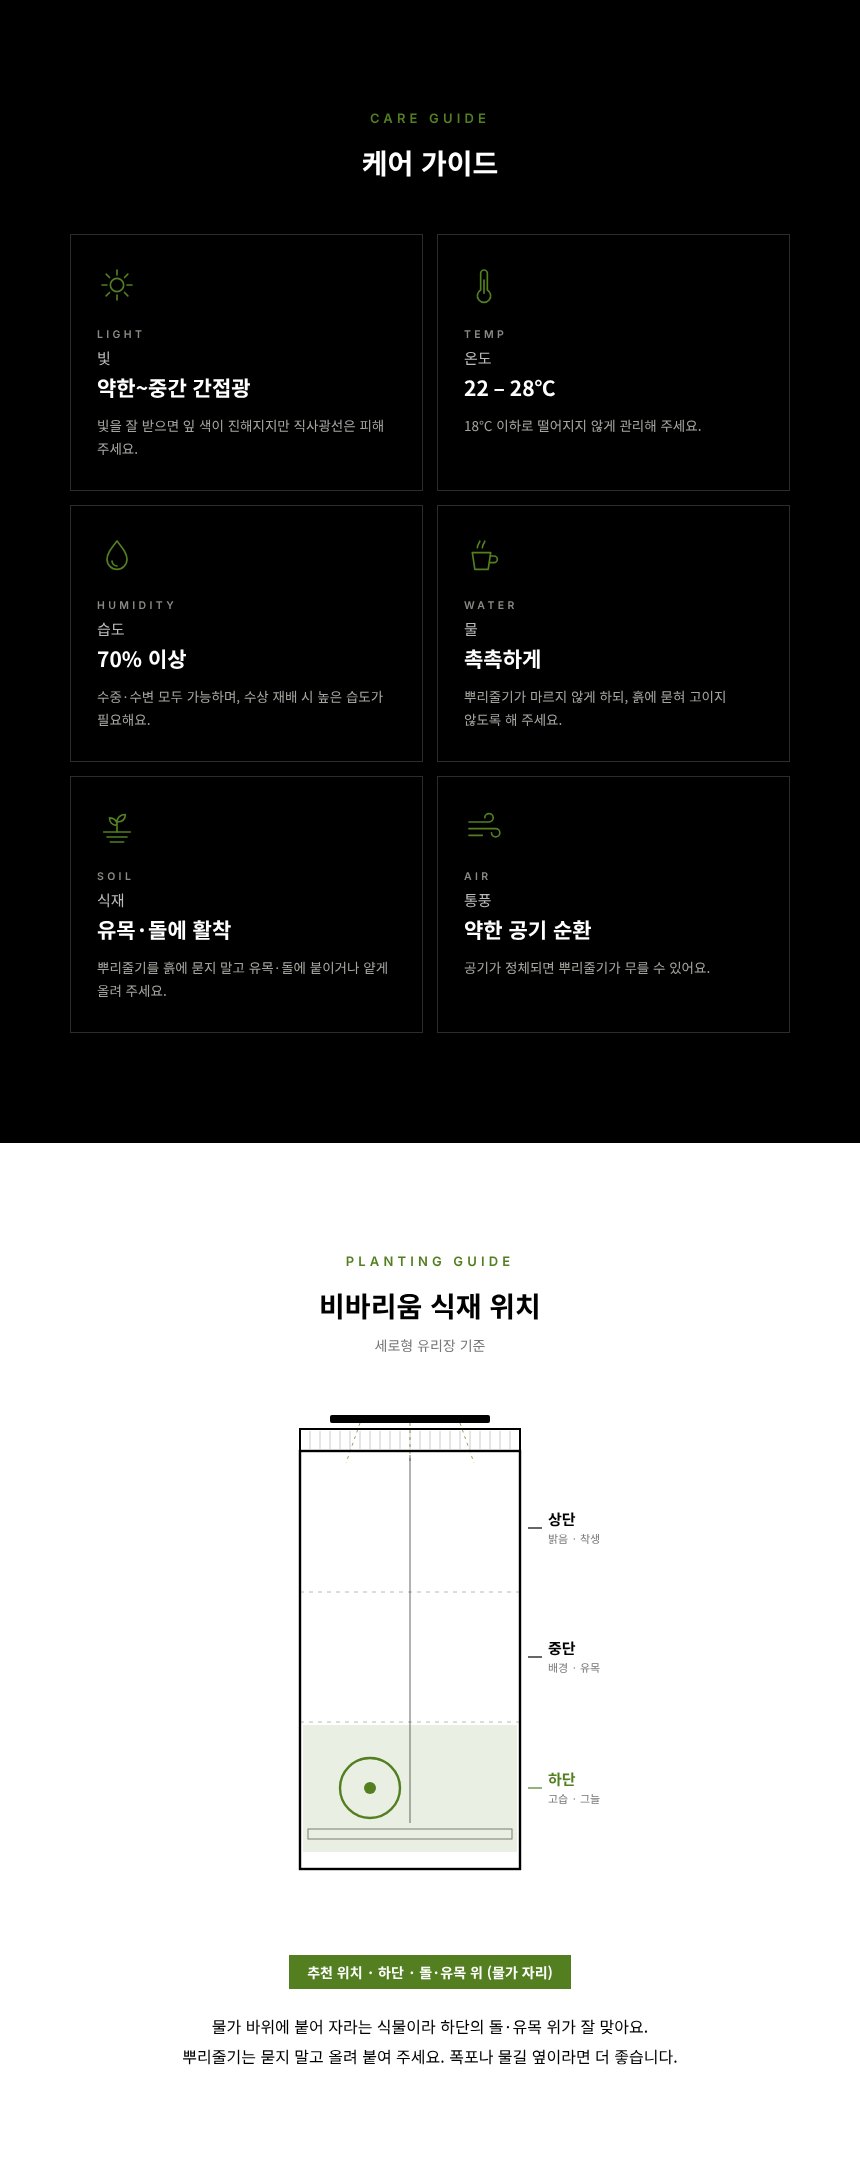 CARE GUIDE
케어 가이드
LIGHT
빛
약한~중간 간접광
빛을 잘 받으면 잎 색이 진해지지만 직사광선은 피해
주세요.
TEMP
온도
22 – 28℃
18℃ 이하로 떨어지지 않게 관리해 주세요.
HUMIDITY
습도
70% 이상
수중·수변 모두 가능하며, 수상 재배 시 높은 습도가
필요해요.
WATER
물
촉촉하게
뿌리줄기가 마르지 않게 하되, 흙에 묻혀 고이지
않도록 해 주세요.
SOIL
식재
유목·돌에 활착
뿌리줄기를 흙에 묻지 말고 유목·돌에 붙이거나 얕게
올려 주세요.
AIR
통풍
약한 공기 순환
공기가 정체되면 뿌리줄기가 무를 수 있어요.
PLANTING GUIDE
비바리움 식재 위치
세로형 유리장 기준
상단
밝음 · 착생
중단
배경 · 유목
하단
고습 · 그늘
추천 위치 · 하단 · 돌·유목 위 (물가 자리)
물가 바위에 붙어 자라는 식물이라 하단의 돌·유목 위가 잘 맞아요.
뿌리줄기는 묻지 말고 올려 붙여 주세요. 폭포나 물길 옆이라면 더 좋습니다.